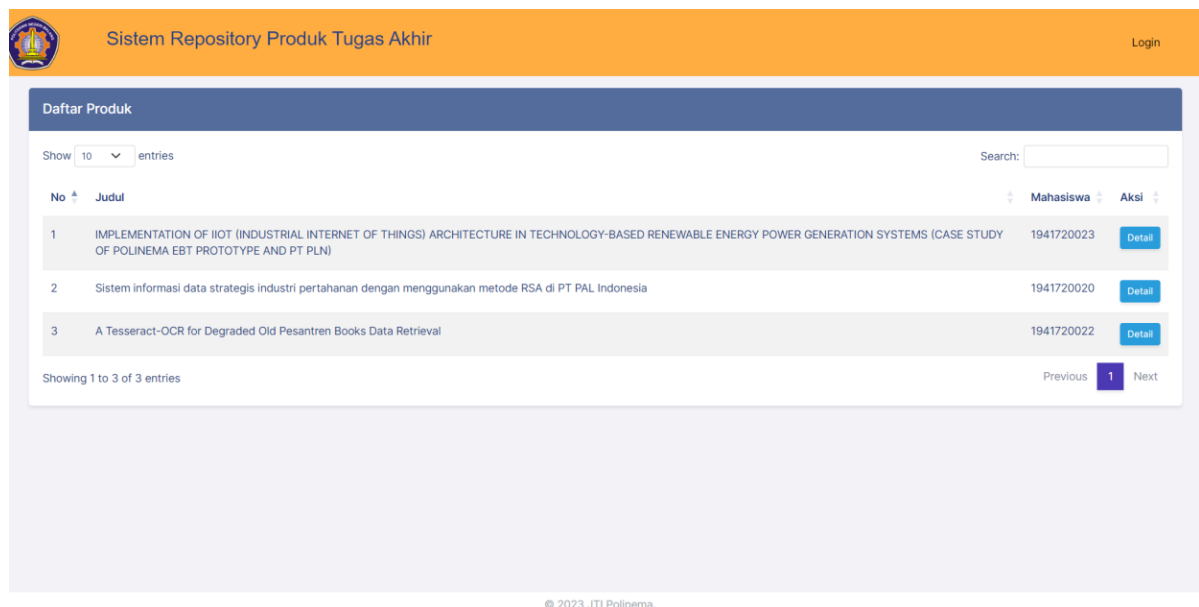 Sistem Repository Produk Tugas Akhir
Login
Daftar Produk
Show 10 entries
Search:
No Judul Mahasiswa Aksi
1 IMPLEMENTATION OF IIOT (INDUSTRIAL INTERNET OF THINGS) ARCHITECTURE IN TECHNOLOGY-BASED RENEWABLE ENERGY POWER GENERATION SYSTEMS (CASE STUDY 1941720023 Detail
OF POLINEMA EBT PROTOTYPE AND PT PLN)
2 Sistem informasi data strategis industri pertahanan dengan menggunakan metode RSA di PT PAL Indonesia 1941720020 Detail
3 A Tesseract-OCR for Degraded Old Pesantren Books Data Retrieval 1941720022 Detail
Showing 1 to 3 of 3 entries
Previous 1 Next
© 2023 JTI Polinema